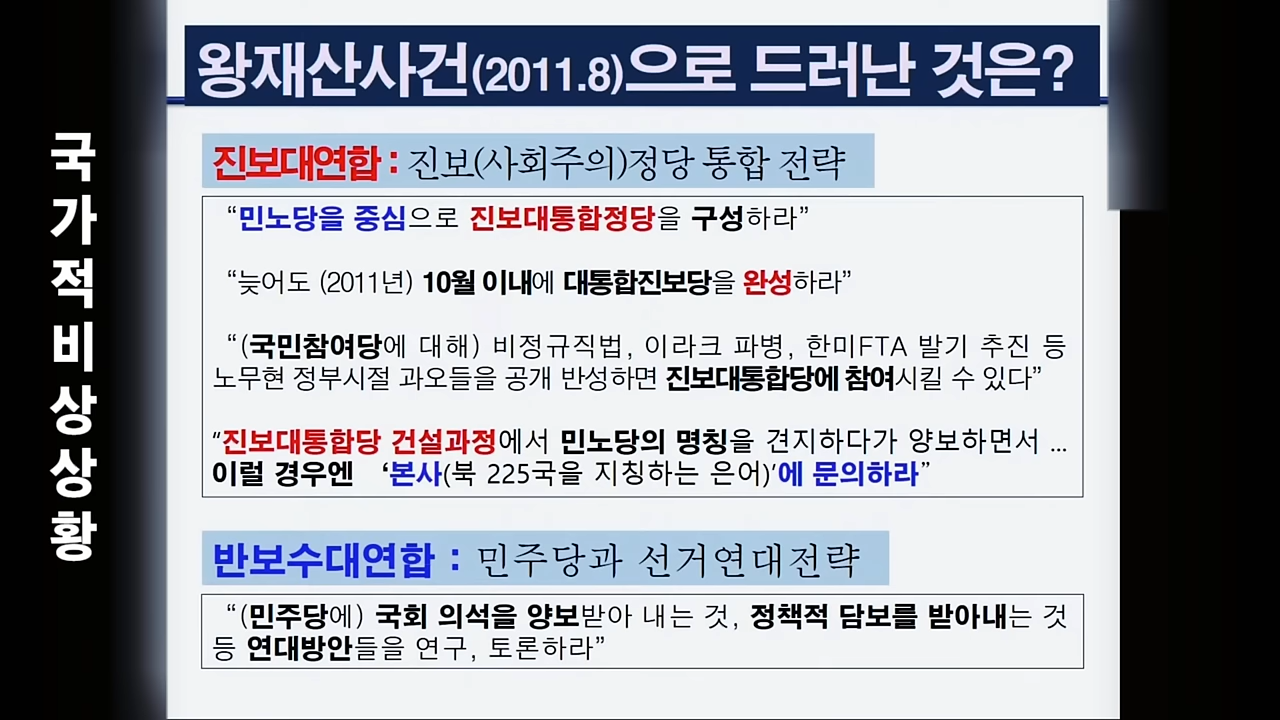 국가적비상상황
왕재산사건(2011.8)으로 드러난 것은?
진보대연합 : 진보(사회주의)정당 통합 전략
“민노당을 중심으로 진보대통합정당을 구성하라”
“늦어도 (2011년) 10월 이내에 대통합진보당을 완성하라”
“(국민참여당에 대해) 비정규직법, 이라크 파병, 한미FTA 발기 추진 등
노무현 정부시절 과오들을 공개 반성하면 진보대통합당에 참여시킬 수 있다”
“진보대통합당 건설과정에서 민노당의 명칭을 견지하다가 양보하면서 ...
이럴 경우엔 ‘본사(북 225국을 지칭하는 은어)’에 문의하라”
반보수대연합 : 민주당과 선거연대전략
“(민주당에) 국회 의석을 양보받아 내는 것, 정책적 담보를 받아내는 것
등 연대방안들을 연구, 토론하라”